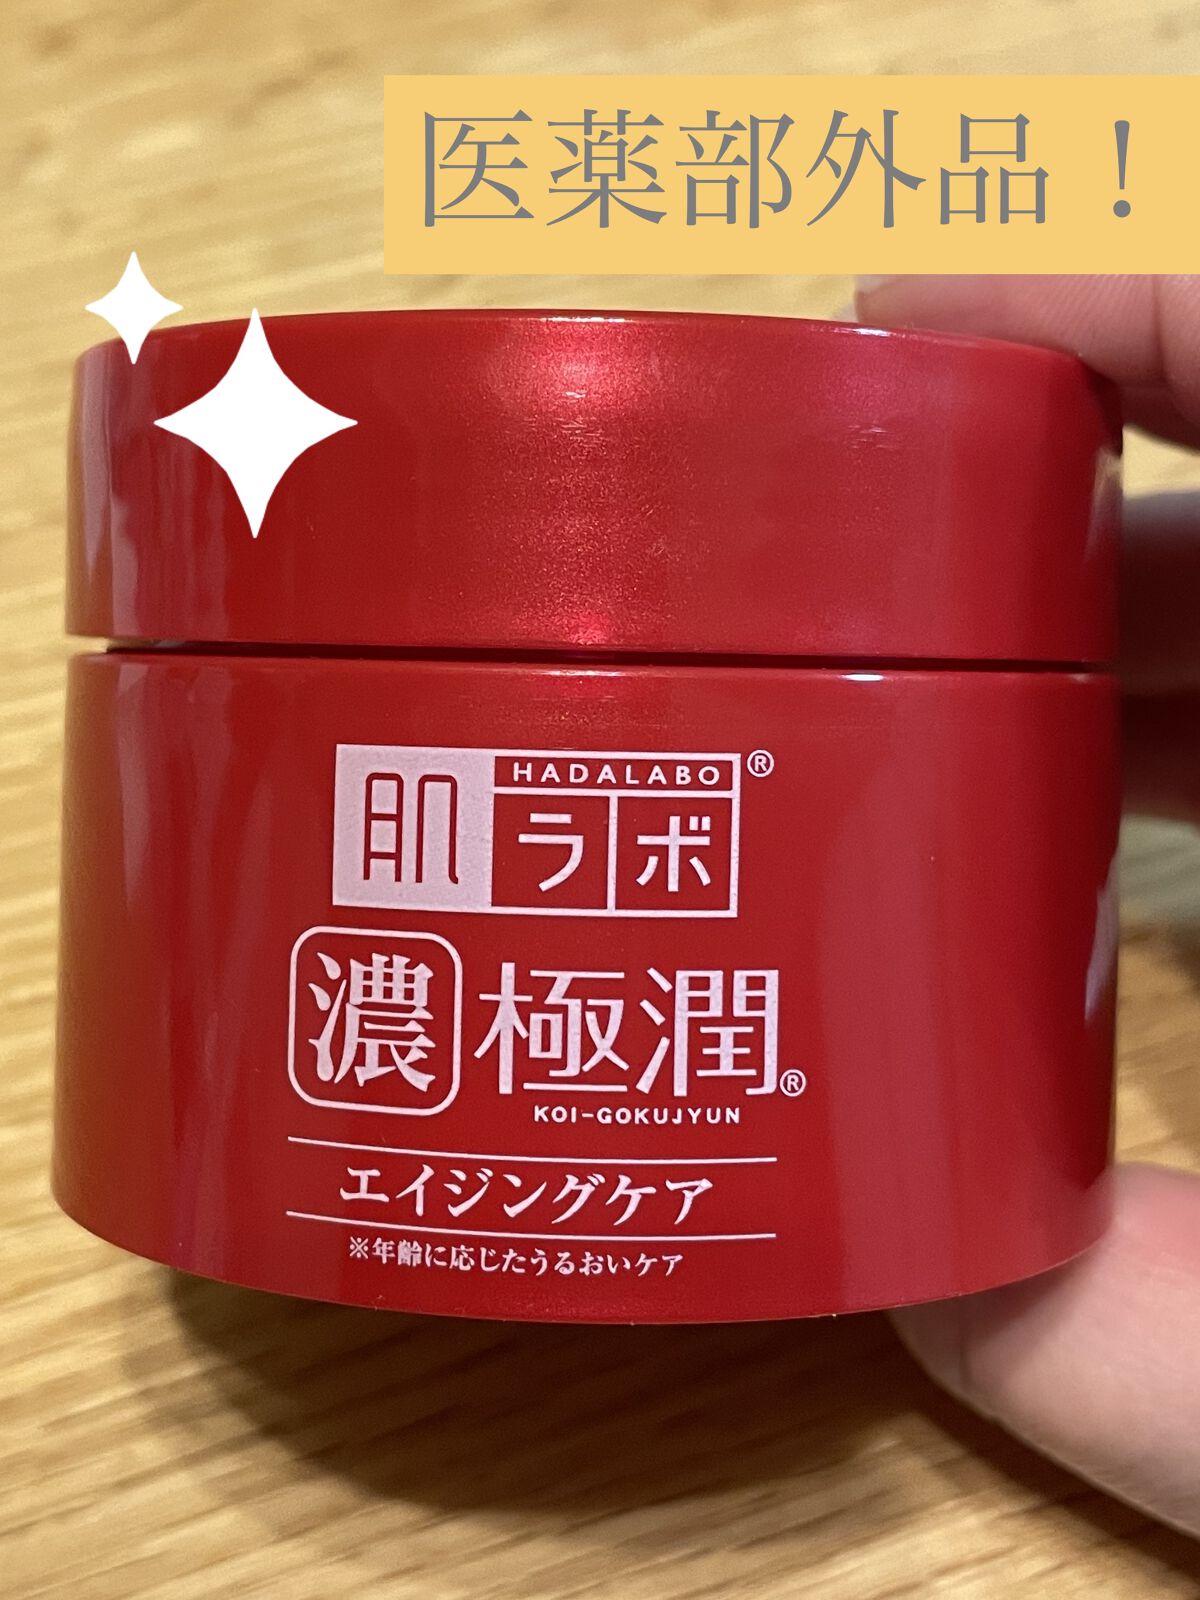 医薬部外品！
HADALABO®
肌ラボ
濃 極潤®
KOI-GOKUJYUN
エイジングケア
※年齢に応じたうるおいケア